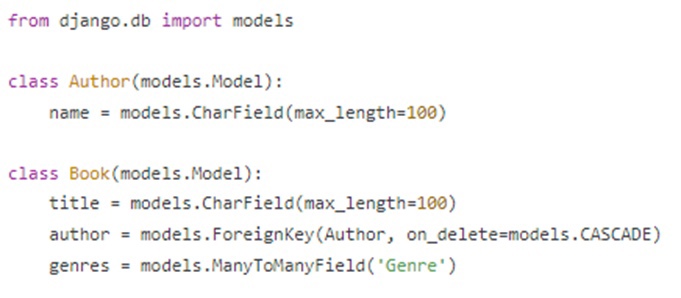 from django.db import models
class Author(models.Model):
    name = models.CharField(max_length=100)
class Book(models.Model):
    title = models.CharField(max_length=100)
    author = models.ForeignKey(Author, on_delete=models.CASCADE)
    genres = models.ManyToManyField('Genre')